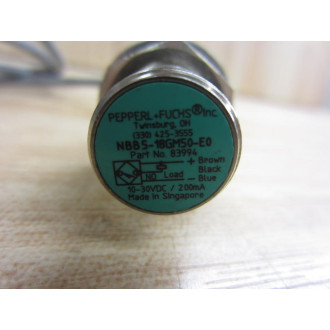 PEPPERL+FUCHS® Inc
Twinsburg, OH
(330) 425-3555
NBB5-18GM50-E0
Part No. 83994
+ Brown
Black
NO Load
- Blue
10-30VDC / 200mA
Made In Singapore